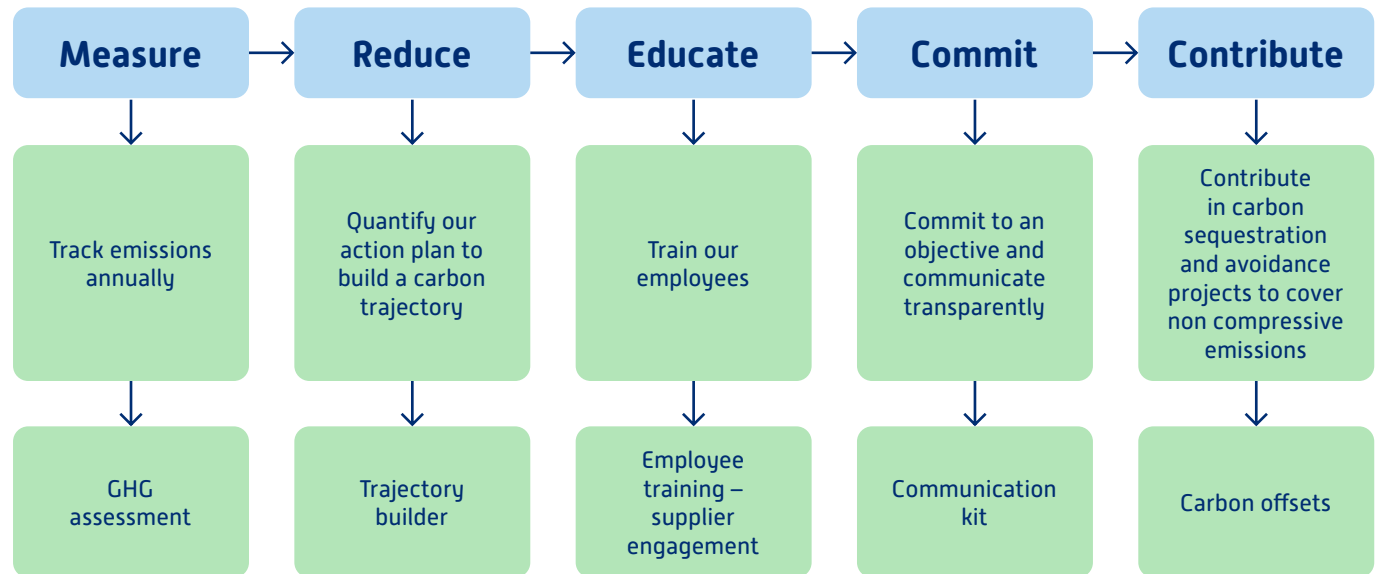 Measure
Reduce
Educate
Commit
Contribute
Track emissions
annually
Quantify our
action plan to
build a carbon
trajectory
Train our
employees
Commit to an
objective and
communicate
transparently
Contribute
in carbon
sequestration
and avoidance
projects to cover
non compressive
emissions
GHG
assessment
Trajectory
builder
Employee
training –
supplier
engagement
Communication
kit
Carbon offsets